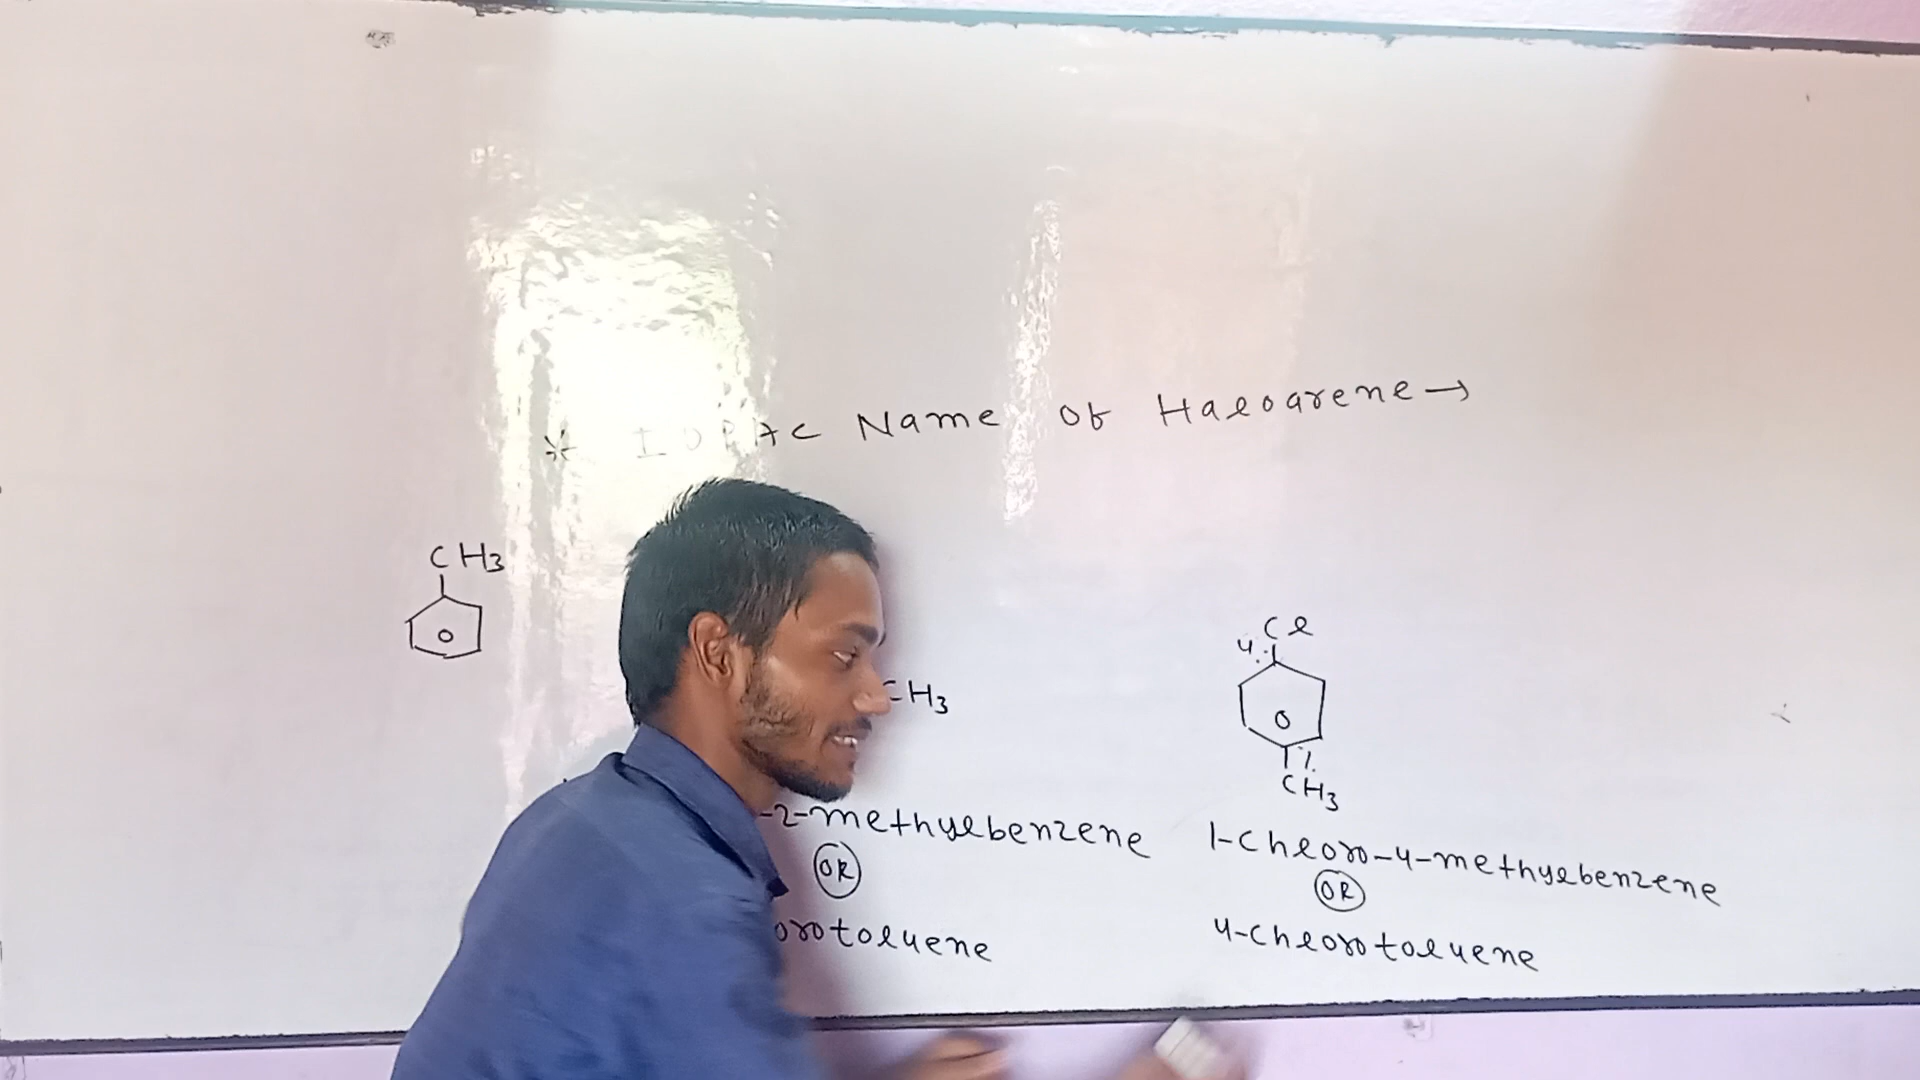 * IUPAC Name of Haloarene →
CH3
CH3
Cl
4
1
CH3
-2-methylbenzene
OR
orotoluene
1-chloro-4-methylbenzene
OR
4-chlorotoluene